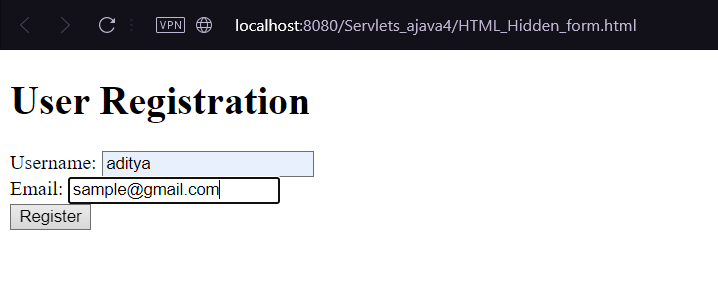 VPN localhost:8080/Servlets_ajava4/HTML_Hidden_form.html
User Registration
Username: aditya
Email: sample@gmail.com
Register